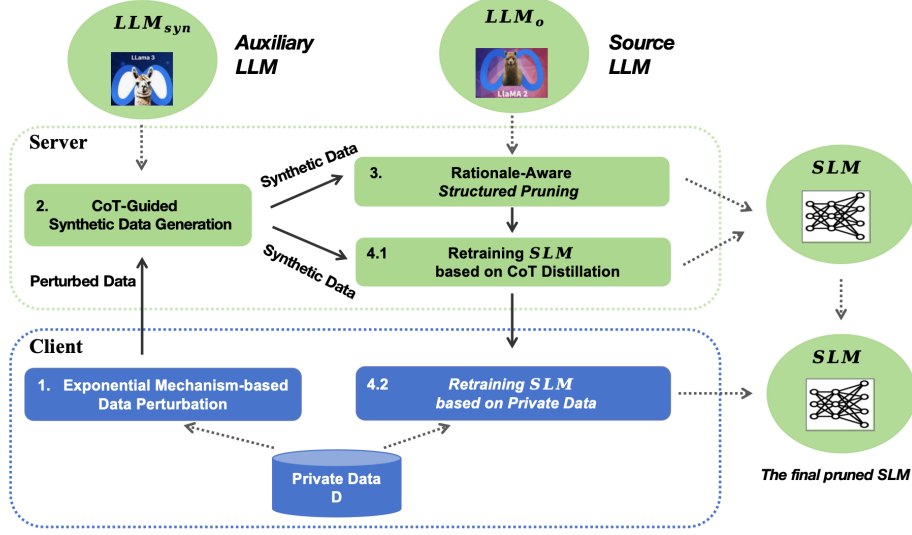 LLM_syn
LLama 3
Auxiliary
LLM
LLM_o
LLaMA 2
Source
LLM
Server
2. CoT-Guided
Synthetic Data Generation
Synthetic Data
Synthetic Data
3. Rationale-Aware
Structured Pruning
4.1 Retraining SLM
based on CoT Distillation
SLM
Perturbed Data
Client
1. Exponential Mechanism-based
Data Perturbation
4.2 Retraining SLM
based on Private Data
SLM
Private Data
D
The final pruned SLM